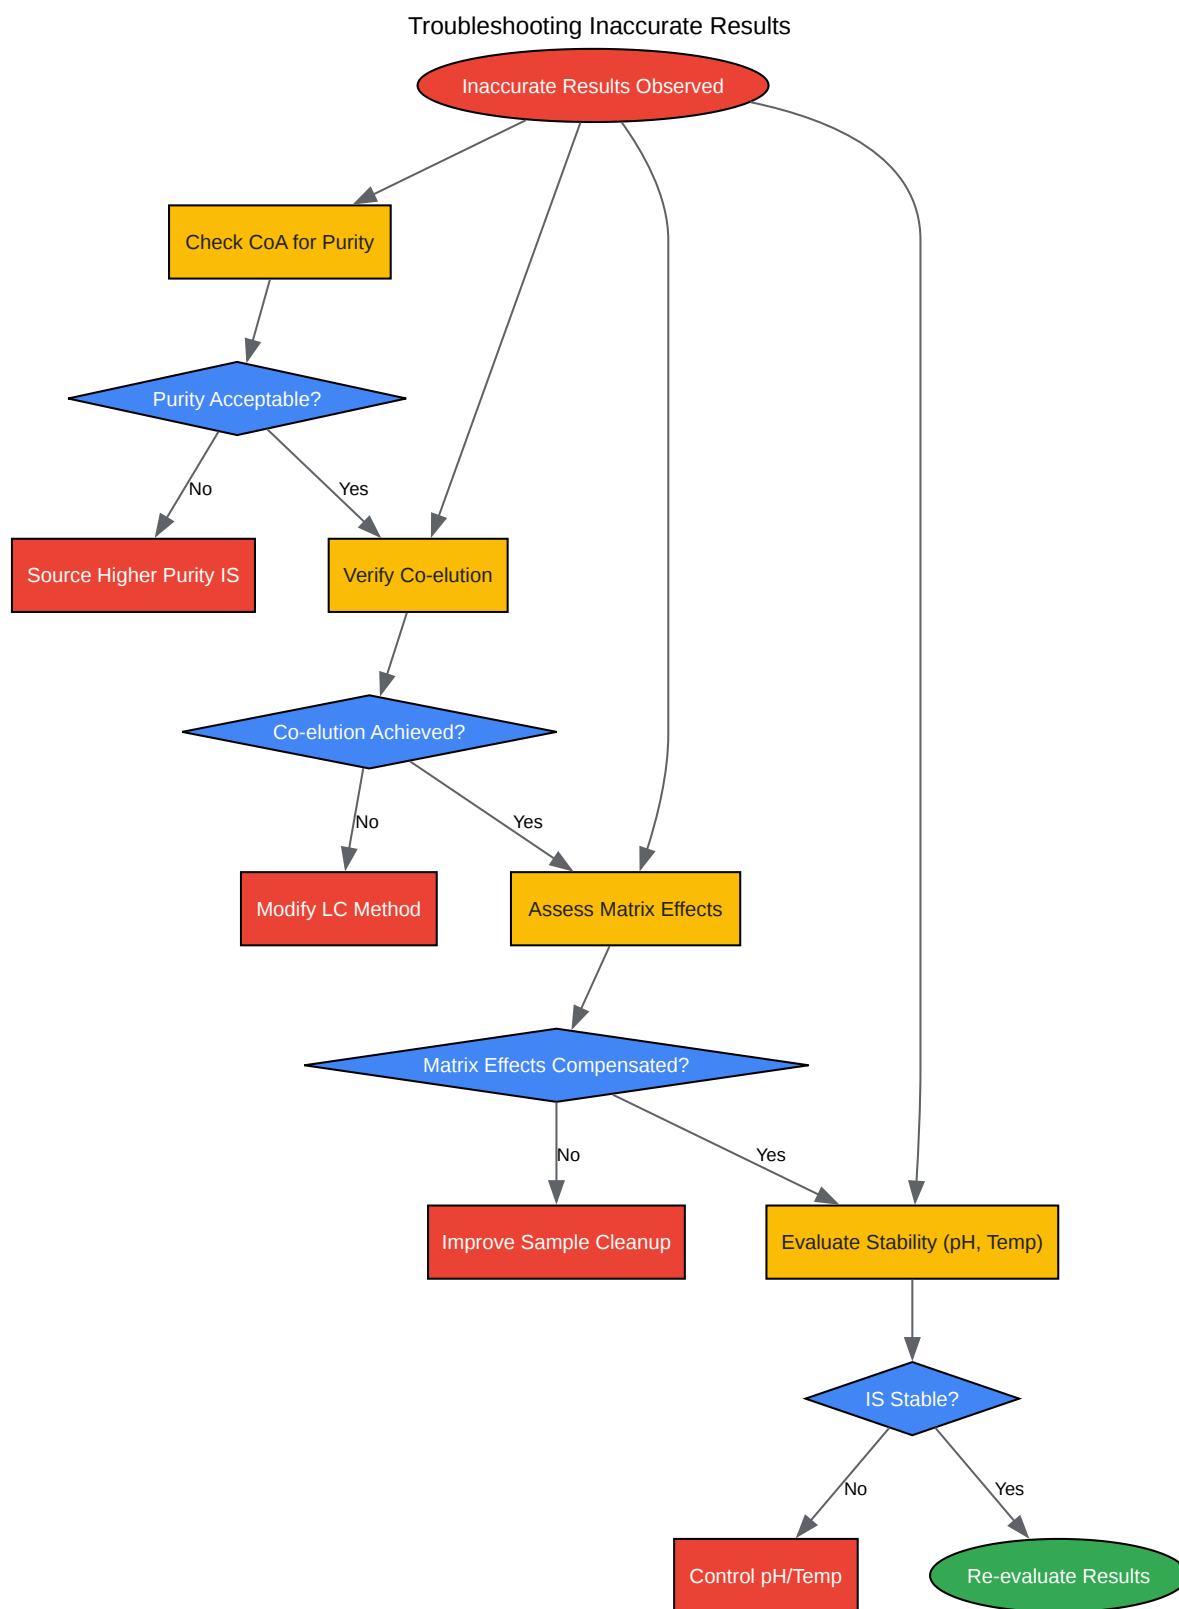 Troubleshooting Inaccurate Results
Inaccurate Results Observed
Check CoA for Purity
Purity Acceptable?
No
Yes
Source Higher Purity IS
Verify Co-elution
Co-elution Achieved?
No
Yes
Modify LC Method
Assess Matrix Effects
Matrix Effects Compensated?
No
Yes
Improve Sample Cleanup
Evaluate Stability (pH, Temp)
IS Stable?
No
Yes
Control pH/Temp
Re-evaluate Results